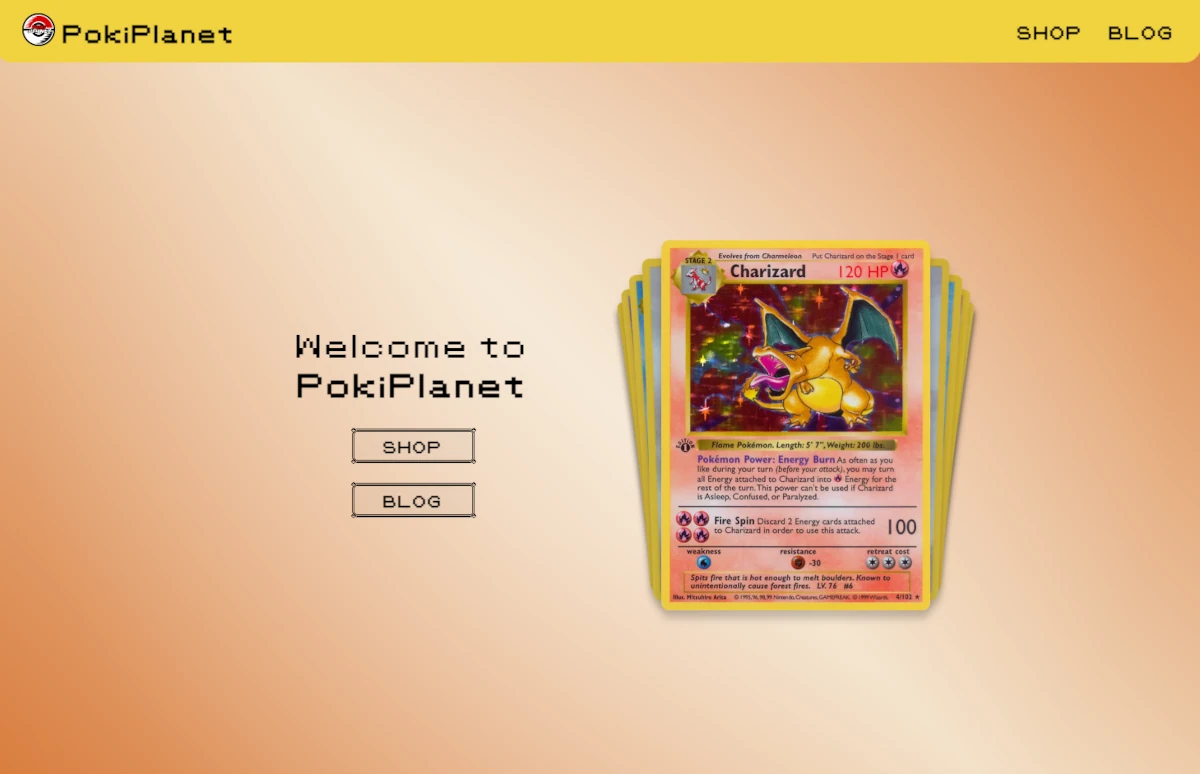 PokiPlanet
SHOP BLOG
Welcome to
PokiPlanet
SHOP
BLOG
STAGE 2
Evolves from Charmeleon
Put Charizard on the Stage 1 card
Charizard
120 HP
Flame Pokémon. Length: 5' 7", Weight: 200 lbs.
Pokémon Power: Energy Burn As often as you
like during your turn (before your attack), you may turn
all Energy attached to Charizard into Energy for the
rest of the turn. This power can't be used if Charizard
is Asleep, Confused, or Paralyzed.
Fire Spin Discard 2 Energy cards attached
to Charizard in order to use this attack.
100
weakness
resistance
retreat cost
-30
Spits fire that is hot enough to melt boulders. Known to
unintentionally cause forest fires. LV. 76 #6
Illus. Mitsuhiro Arita © 1995, 96, 98, 99 Nintendo, Creatures, GAMEFREAK. © 1999 Wizards. 4/102